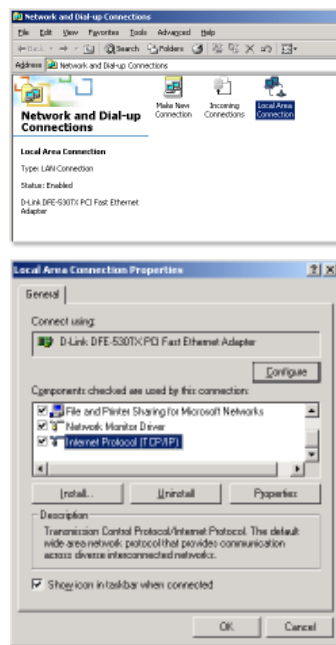 Network and Dial-up Connections
File Edit View Favorites Tools Advanced Help
Back Search Folders
Address Network and Dial-up Connections
Network and Dial-up
Connections
Make New
Connection
Incoming
Connections
Local Area
Connection
Local Area Connection
Type: LAN Connection
Status: Enabled
D-Link DFE-530TX PCI Fast Ethernet
Adapter
Local Area Connection Properties
General
Connect using:
D-Link DFE-530TX PCI Fast Ethernet Adapter
Configure
Components checked are used by this connection:
File and Printer Sharing for Microsoft Networks
Network Monitor Driver
Internet Protocol (TCP/IP)
Install...
Uninstall
Properties
Description
Transmission Control Protocol/Internet Protocol. The default
wide area network protocol that provides communication
across diverse interconnected networks.
Show icon in taskbar when connected
OK
Cancel